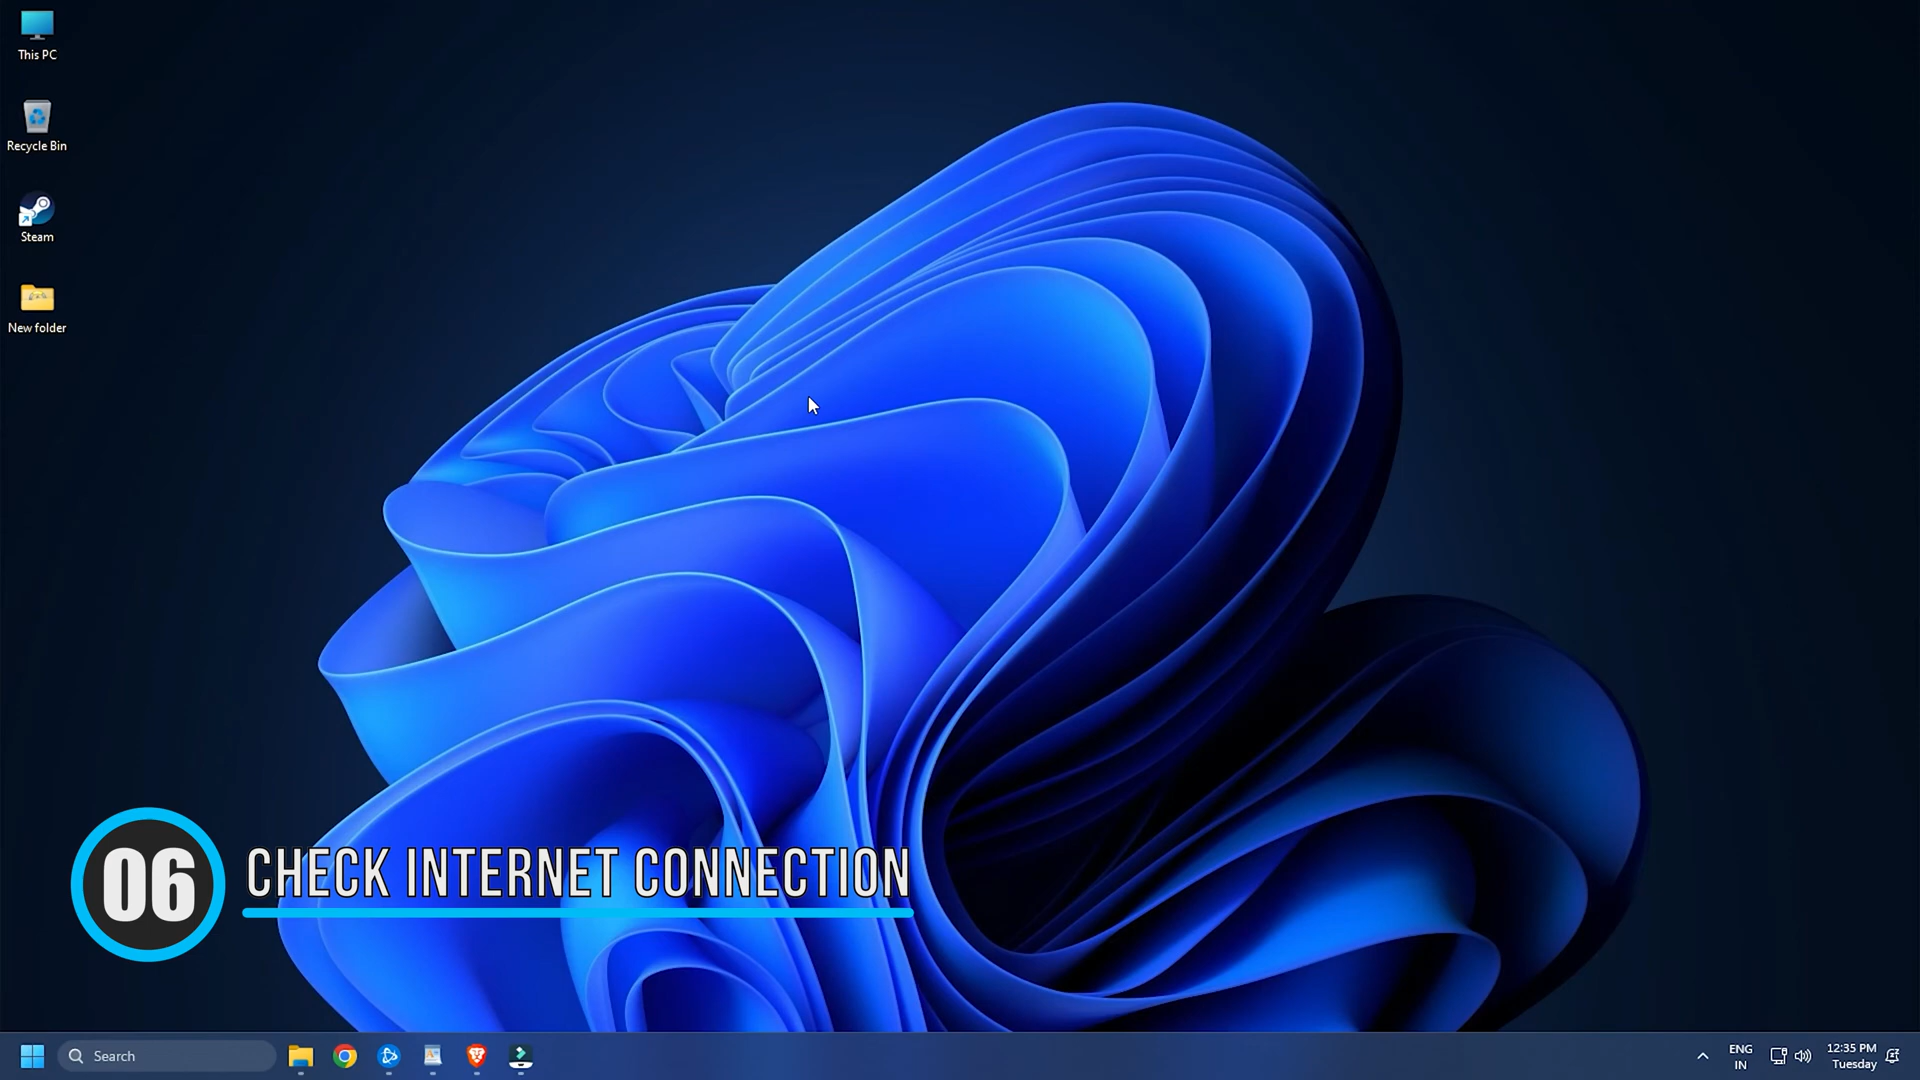 This PC
Recycle Bin
Steam
New folder
06
CHECK INTERNET CONNECTION
Search
ENG
IN
12:35 PM
Tuesday